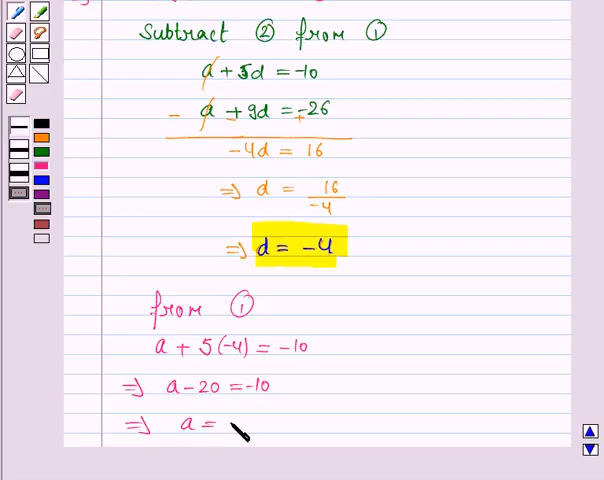 Subtract ② from ①
a + 5d = -10
- a + 9d = -26
- +
-4d = 16
⇒ d = 16/-4
⇒ d = -4
from ①
a + 5(-4) = -10
⇒ a - 20 = -10
⇒ a =